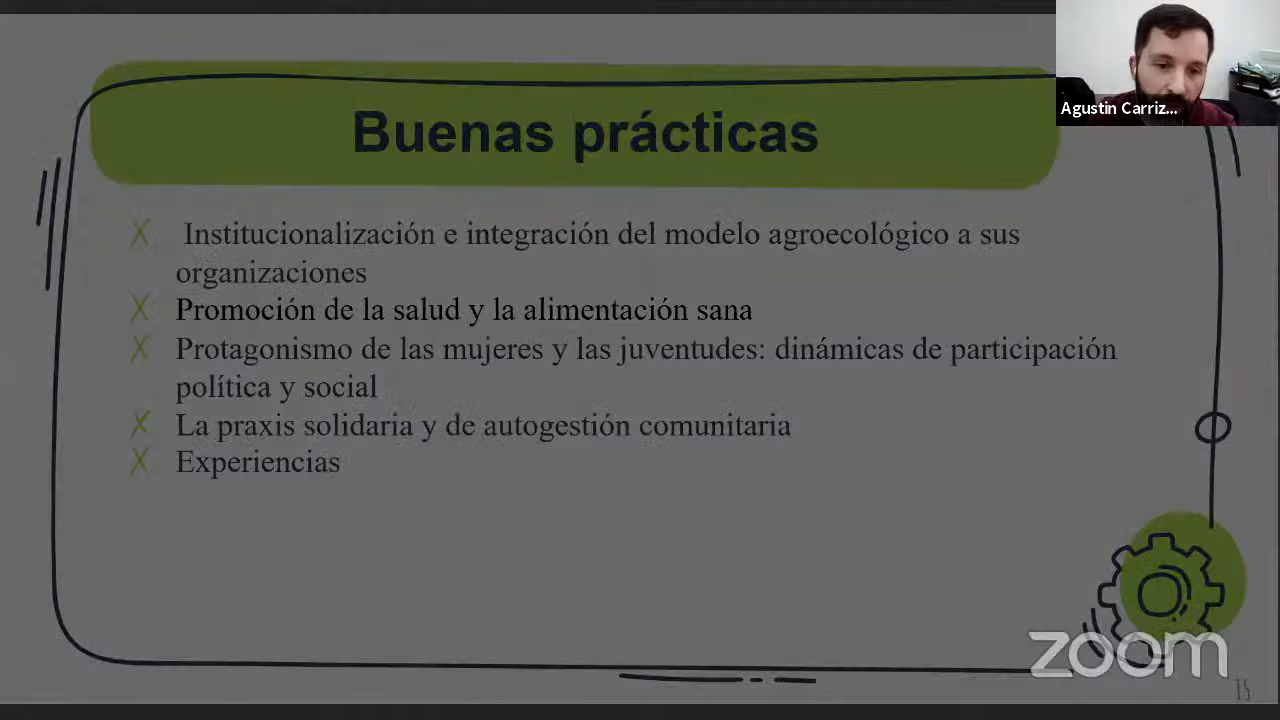 Agustin Carriz...
Buenas prácticas
X Institucionalización e integración del modelo agroecológico a sus
organizaciones
X Promoción de la salud y la alimentación sana
X Protagonismo de las mujeres y las juventudes: dinámicas de participación
política y social
X La praxis solidaria y de autogestión comunitaria
X Experiencias
zoom
15